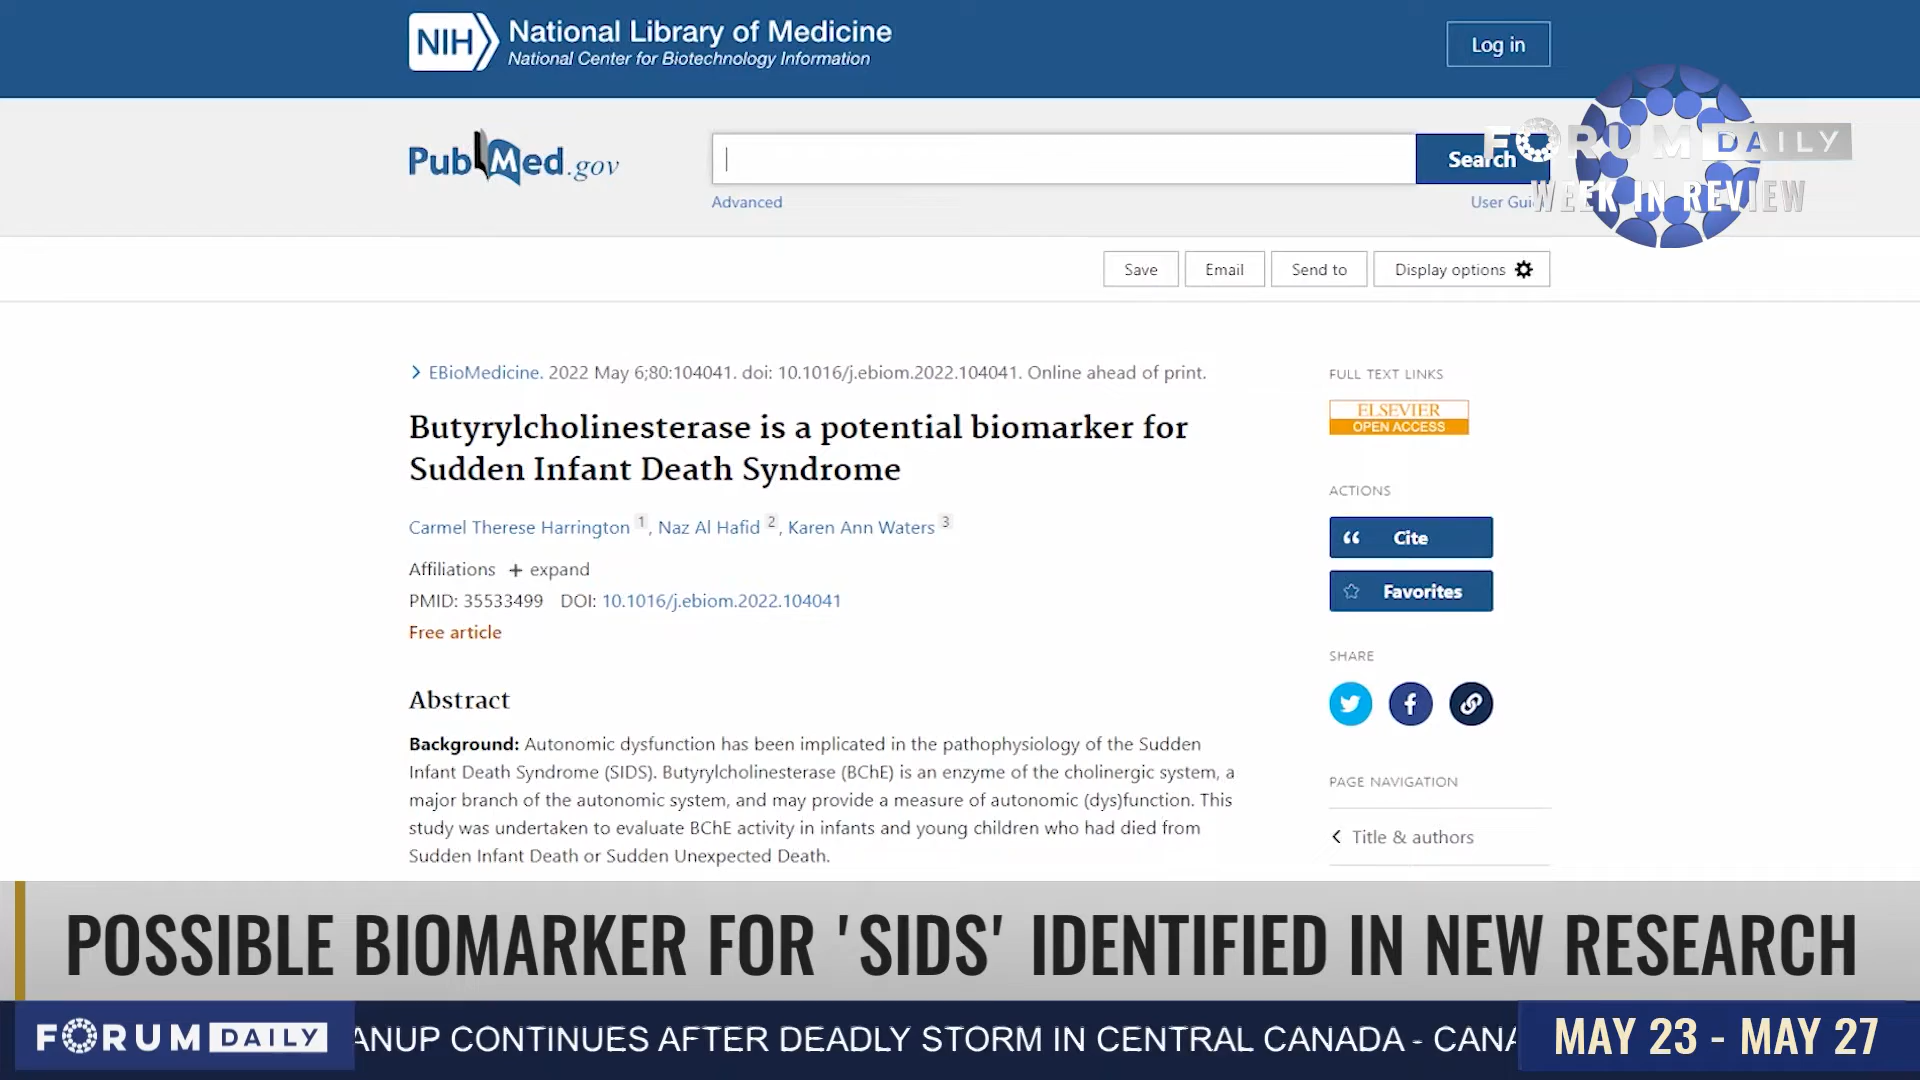 NIH National Library of Medicine
National Center for Biotechnology Information
Log in
FORUM DAILY
WEEK IN REVIEW
PubMed.gov
Search
Advanced
User Gui
Save
Email
Send to
Display options
EBioMedicine. 2022 May 6;80:104041. doi: 10.1016/j.ebiom.2022.104041. Online ahead of print.
Butyrylcholinesterase is a potential biomarker for
Sudden Infant Death Syndrome
Carmel Therese Harrington 1, Naz Al Hafid 2, Karen Ann Waters 3
Affiliations + expand
PMID: 35533499 DOI: 10.1016/j.ebiom.2022.104041
Free article
Abstract
Background: Autonomic dysfunction has been implicated in the pathophysiology of the Sudden
Infant Death Syndrome (SIDS). Butyrylcholinesterase (BChE) is an enzyme of the cholinergic system, a
major branch of the autonomic system, and may provide a measure of autonomic (dys)function. This
study was undertaken to evaluate BChE activity in infants and young children who had died from
Sudden Infant Death or Sudden Unexpected Death.
FULL TEXT LINKS
ELSEVIER
OPEN ACCESS
ACTIONS
Cite
Favorites
SHARE
PAGE NAVIGATION
Title & authors
POSSIBLE BIOMARKER FOR 'SIDS' IDENTIFIED IN NEW RESEARCH
FORUM DAILY
ANUP CONTINUES AFTER DEADLY STORM IN CENTRAL CANADA - CANA
MAY 23 - MAY 27